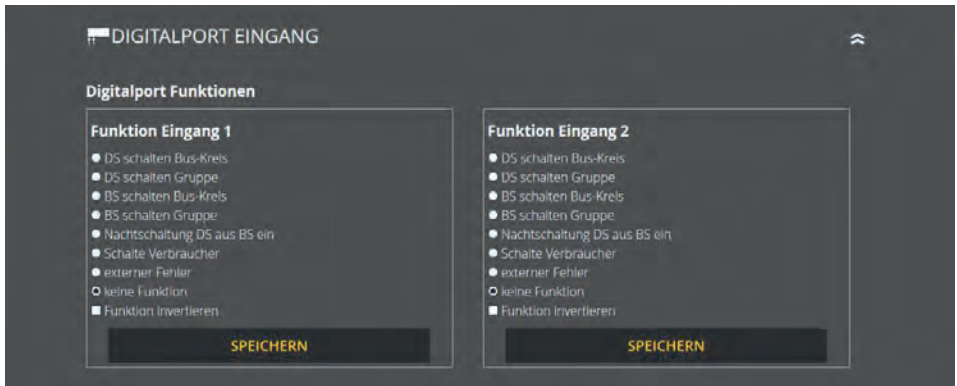 DIGITALPORT EINGANG
Digitalport Funktionen
Funktion Eingang 1
DS schalten Bus-Kreis
DS schalten Gruppe
BS schalten Bus-Kreis
BS schalten Gruppe
Nachtschaltung DS aus BS ein
Schalte Verbraucher
externer Fehler
keine Funktion
Funktion invertieren
SPEICHERN
Funktion Eingang 2
DS schalten Bus-Kreis
DS schalten Gruppe
BS schalten Bus-Kreis
BS schalten Gruppe
Nachtschaltung DS aus BS ein
Schalte Verbraucher
externer Fehler
keine Funktion
Funktion invertieren
SPEICHERN